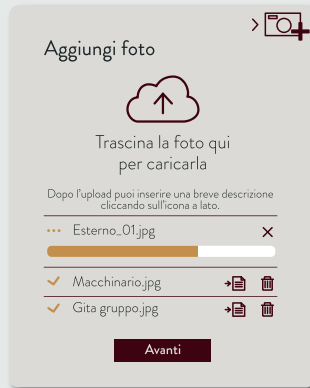 Aggiungi foto
Trascina la foto qui
per caricarla
Dopo l'upload puoi inserire una breve descrizione
cliccando sull'icona a lato.
Esterno_01.jpg
Macchinario.jpg
Gita gruppo.jpg
Avanti